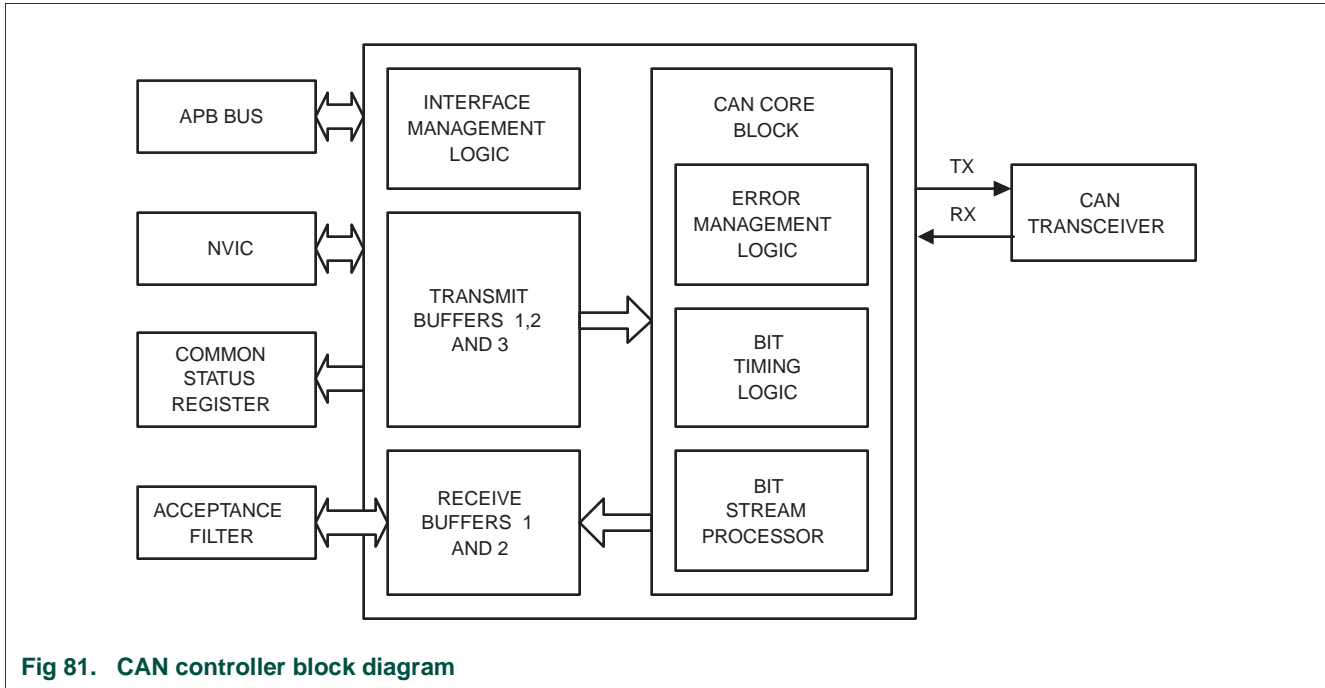 APB BUS
NVIC
COMMON
STATUS
REGISTER
ACCEPTANCE
FILTER
INTERFACE
MANAGEMENT
LOGIC
TRANSMIT
BUFFERS 1,2
AND 3
RECEIVE
BUFFERS 1
AND 2
CAN CORE
BLOCK
ERROR
MANAGEMENT
LOGIC
BIT
TIMING
LOGIC
BIT
STREAM
PROCESSOR
TX
RX
CAN
TRANSCEIVER
Fig 81. CAN controller block diagram